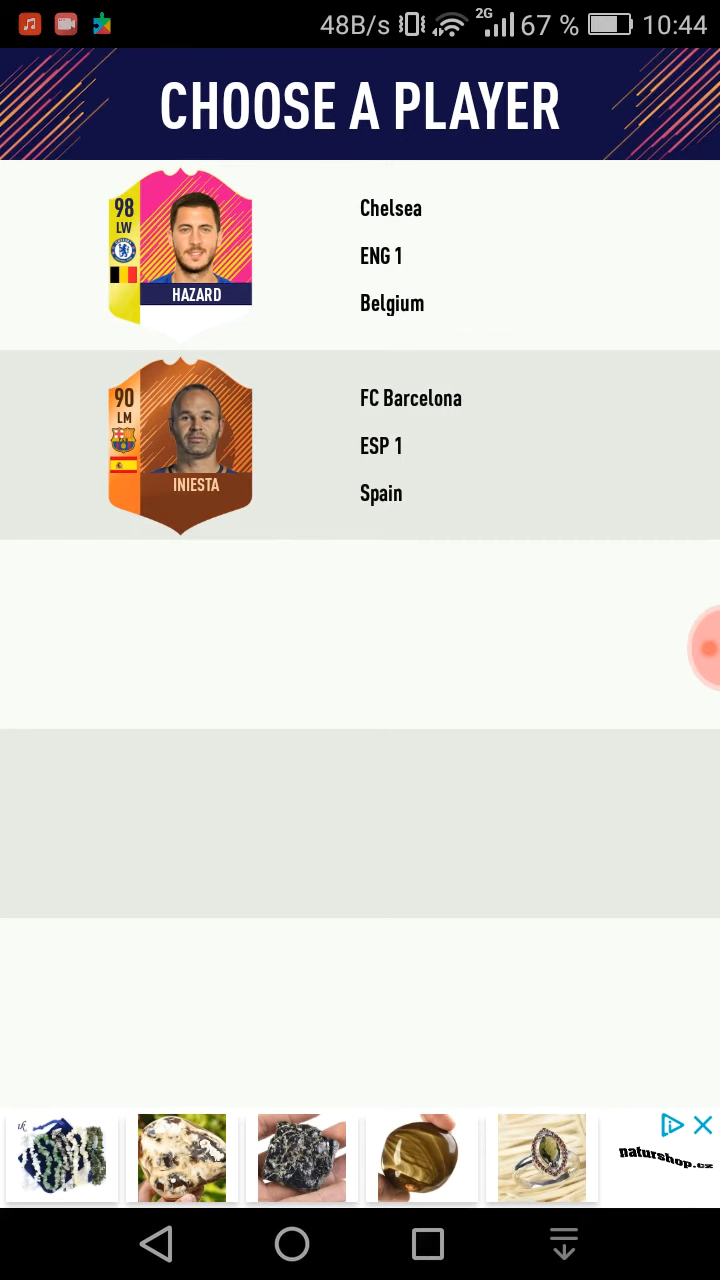 48B/s 2G 67 % 10:44
CHOOSE A PLAYER
98
LW
HAZARD
Chelsea
ENG 1
Belgium
90
LM
INIESTA
FC Barcelona
ESP 1
Spain
naturshop.cz